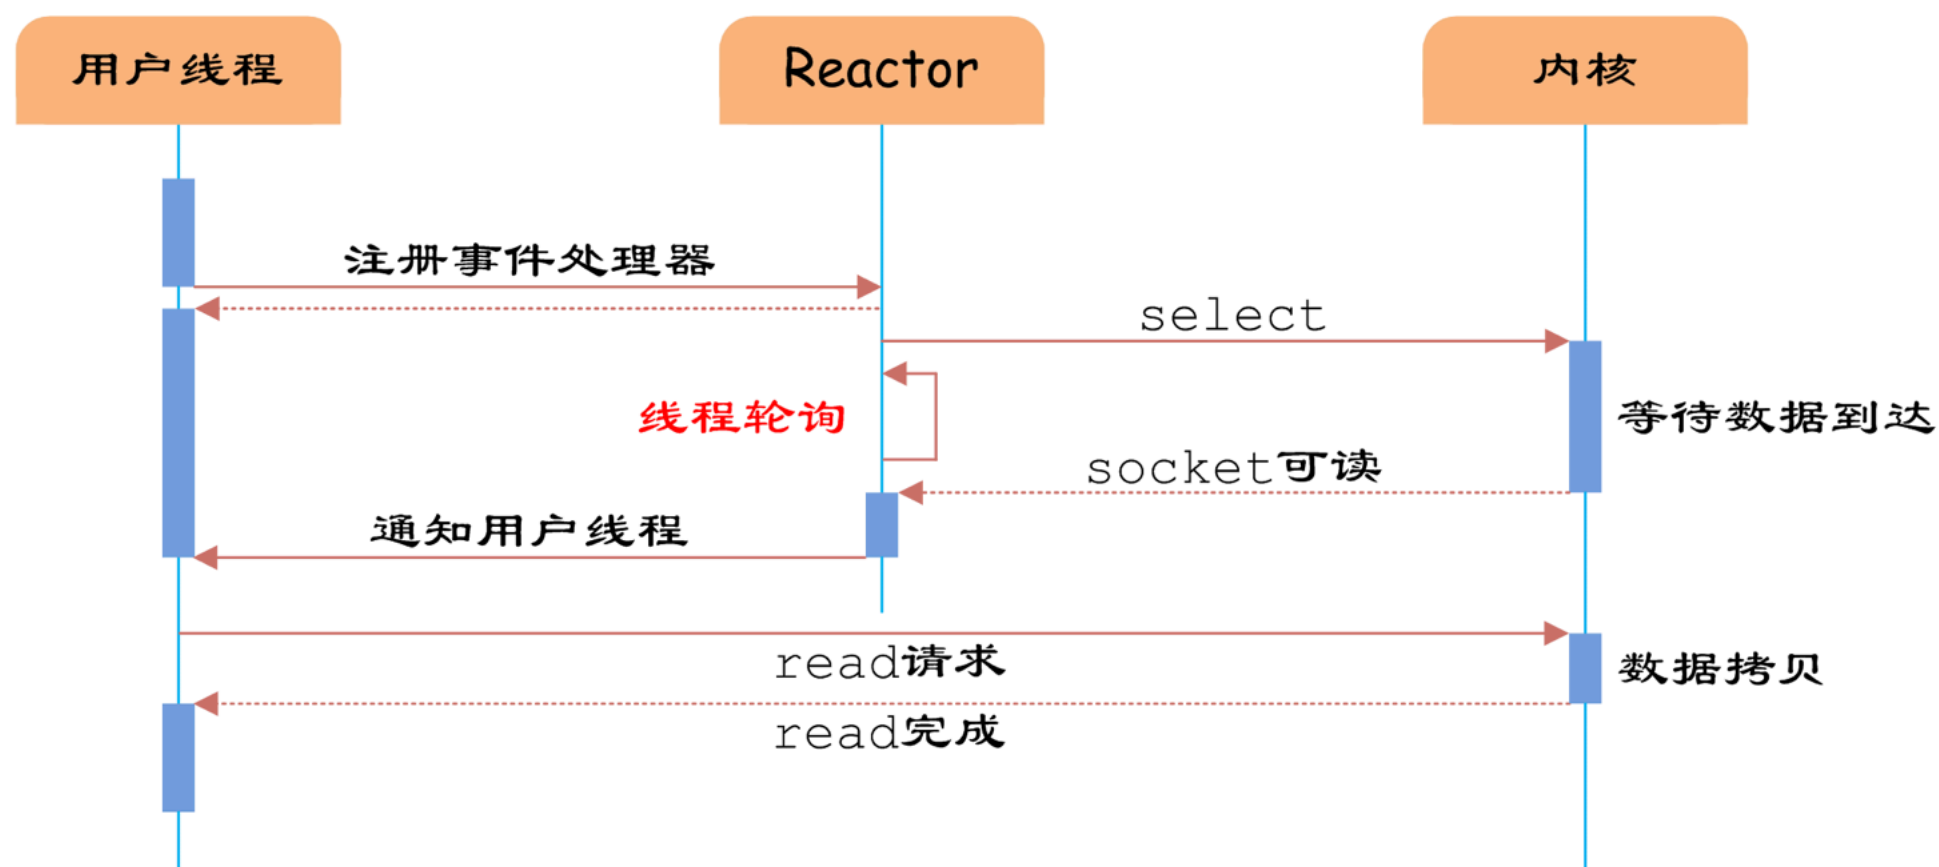 用户线程
Reactor
内核
注册事件处理器
select
线程轮询
等待数据到达
socket可读
通知用户线程
read请求
数据拷贝
read完成